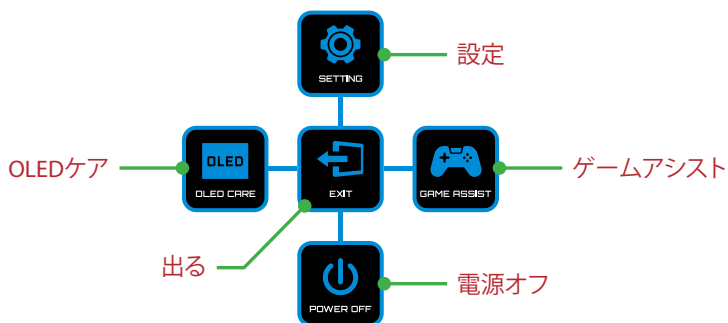 SETTING
設定
OLEDケア
OLED
OLED CARE
EXIT
GAME ASSIST
ゲームアシスト
出る
POWER OFF
電源オフ